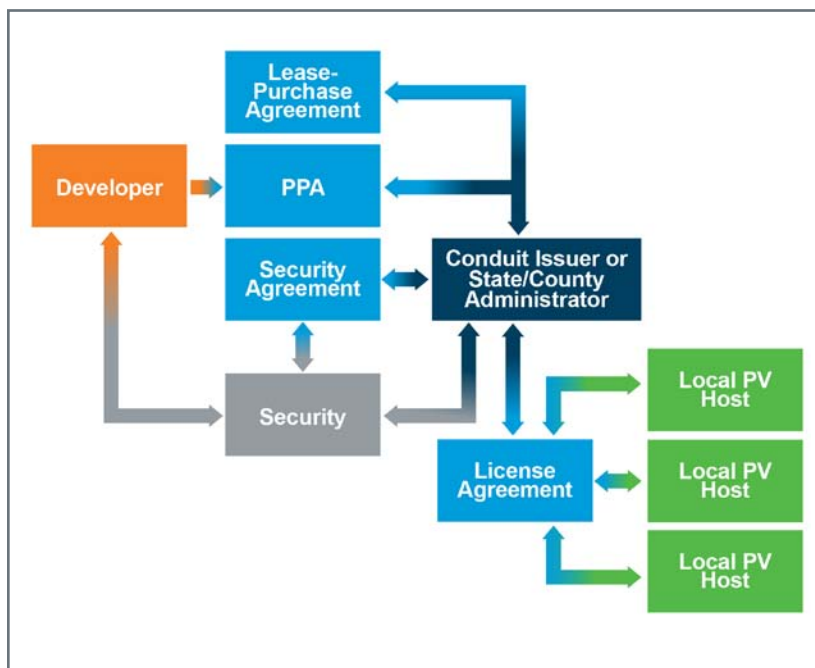 Lease-
Purchase
Agreement
Developer
PPA
Security
Agreement
Conduit Issuer or
State/County
Administrator
Security
Local PV
Host
License
Agreement
Local PV
Host
Local PV
Host